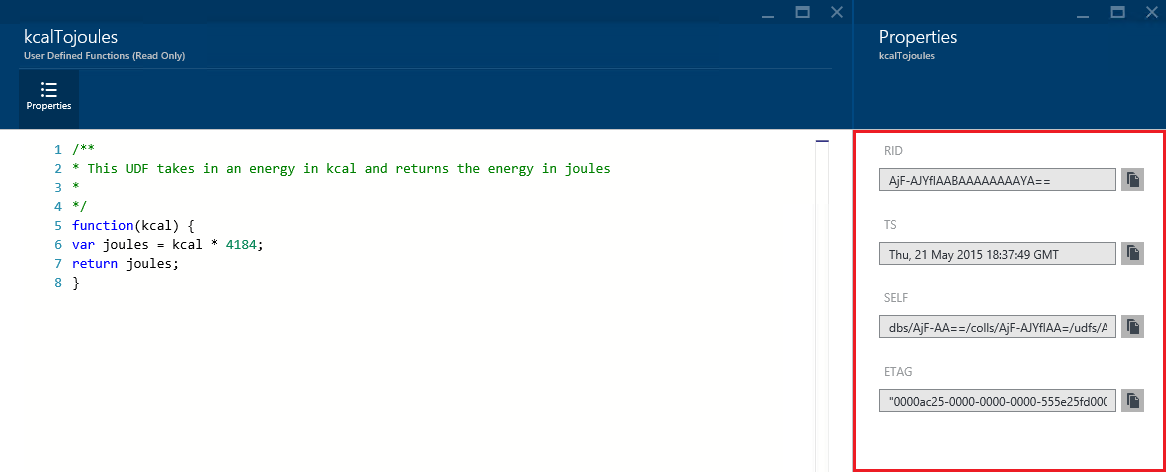 kcalTojoules
User Defined Functions (Read Only)
Properties
1 /**
2 * This UDF takes in an energy in kcal and returns the energy in joules
3 *
4 */
5 function(kcal) {
6 var joules = kcal * 4184;
7 return joules;
8 }
Properties
kcalTojoules
RID
AjF-AJYflAABAAAAAAAAYA==
TS
Thu, 21 May 2015 18:37:49 GMT
SELF
dbs/AjF-AA==/colls/AjF-AJYflAA=/udfs/A
ETAG
"0000ac25-0000-0000-0000-555e25fd000